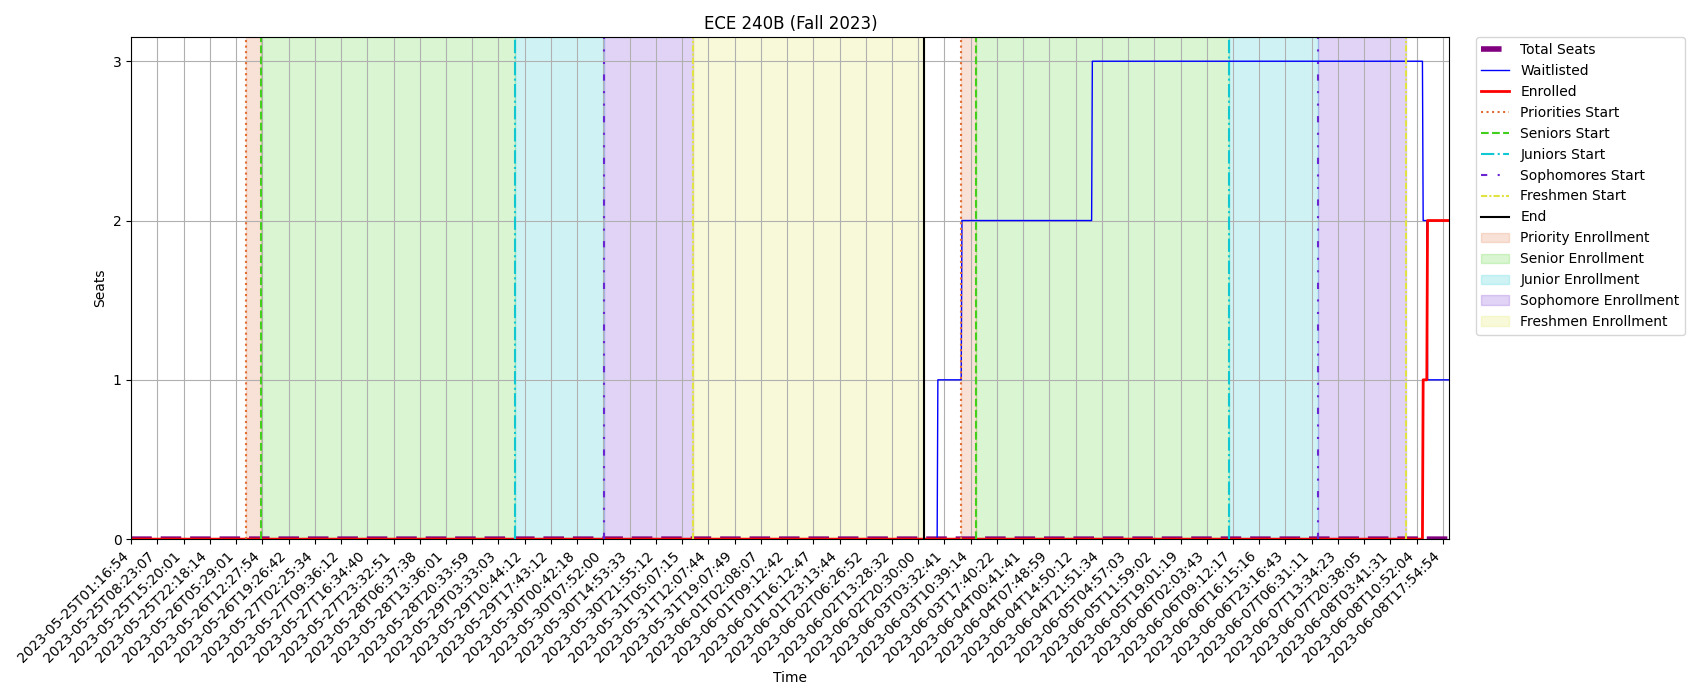 ECE 240B (Fall 2023)
3
2
1
0
Seats
2023-05-25T01:16:54
2023-05-25T08:23:07
2023-05-25T15:20:01
2023-05-25T22:18:14
2023-05-26T05:29:01
2023-05-26T12:27:54
2023-05-26T19:26:42
2023-05-27T02:25:34
2023-05-27T09:36:12
2023-05-27T16:34:40
2023-05-27T23:32:51
2023-05-28T06:37:38
2023-05-28T13:36:01
2023-05-28T20:33:59
2023-05-29T03:33:03
2023-05-29T10:44:12
2023-05-29T17:43:12
2023-05-30T00:42:18
2023-05-30T07:52:00
2023-05-30T14:53:33
2023-05-30T21:55:12
2023-05-31T05:07:15
2023-05-31T12:07:44
2023-05-31T19:07:49
2023-06-01T02:08:07
2023-06-01T09:12:42
2023-06-01T16:12:47
2023-06-01T23:13:44
2023-06-02T06:26:52
2023-06-02T13:28:32
2023-06-02T20:30:00
2023-06-03T03:32:41
2023-06-03T10:39:14
2023-06-03T17:40:22
2023-06-04T00:41:41
2023-06-04T07:48:59
2023-06-04T14:50:12
2023-06-04T21:51:34
2023-06-05T04:57:03
2023-06-05T11:59:02
2023-06-05T19:01:19
2023-06-06T02:03:43
2023-06-06T09:12:17
2023-06-06T16:15:16
2023-06-06T23:16:43
2023-06-07T06:31:11
2023-06-07T13:34:23
2023-06-07T20:38:05
2023-06-08T03:41:31
2023-06-08T10:52:04
2023-06-08T17:54:54
Time
Total Seats
Waitlisted
Enrolled
Priorities Start
Seniors Start
Juniors Start
Sophomores Start
Freshmen Start
End
Priority Enrollment
Senior Enrollment
Junior Enrollment
Sophomore Enrollment
Freshmen Enrollment